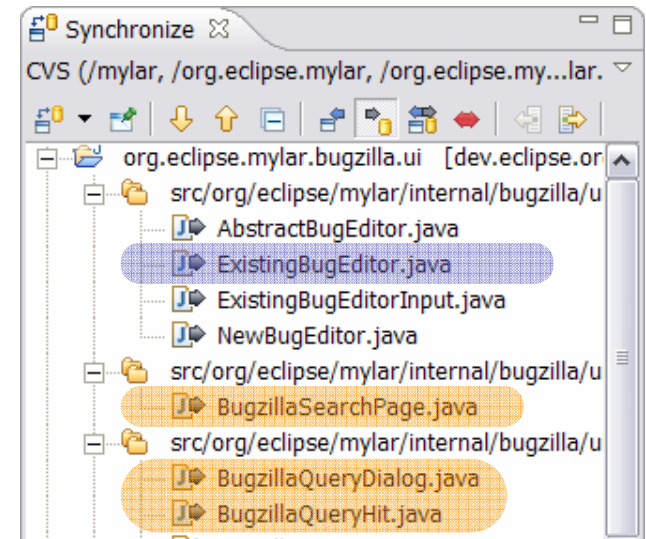 Synchronize
CVS (/mylar, /org.eclipse.mylar, /org.eclipse.my...lar.
org.eclipse.mylar.bugzilla.ui [dev.eclipse.or
src/org/eclipse/mylar/internal/bugzilla/u
AbstractBugEditor.java
ExistingBugEditor.java
ExistingBugEditorInput.java
NewBugEditor.java
src/org/eclipse/mylar/internal/bugzilla/u
BugzillaSearchPage.java
src/org/eclipse/mylar/internal/bugzilla/u
BugzillaQueryDialog.java
BugzillaQueryHit.java